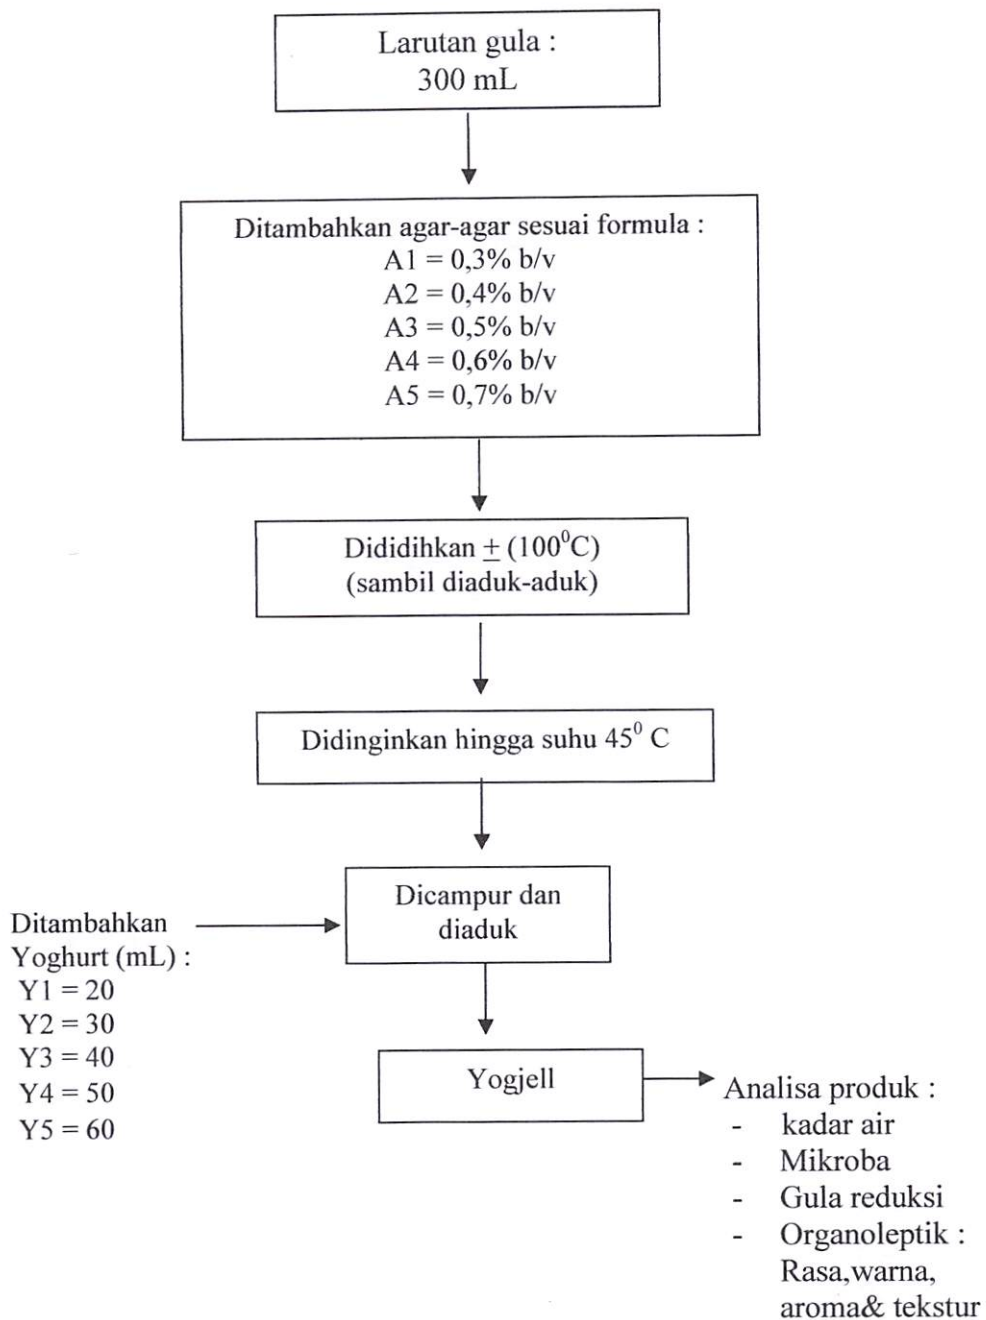 Larutan gula :
300 mL
Ditambahkan agar-agar sesuai formula :
A1 = 0,3% b/v
A2 = 0,4% b/v
A3 = 0,5% b/v
A4 = 0,6% b/v
A5 = 0,7% b/v
Dididihkan ± (100⁰C)
(sambil diaduk-aduk)
Didinginkan hingga suhu 45⁰ C
Dicampur dan
diaduk
Ditambahkan
Yoghurt (mL) :
Y1 = 20
Y2 = 30
Y3 = 40
Y4 = 50
Y5 = 60
Yogjell
Analisa produk :
- kadar air
- Mikroba
- Gula reduksi
- Organoleptik :
Rasa,warna,
aroma& tekstur